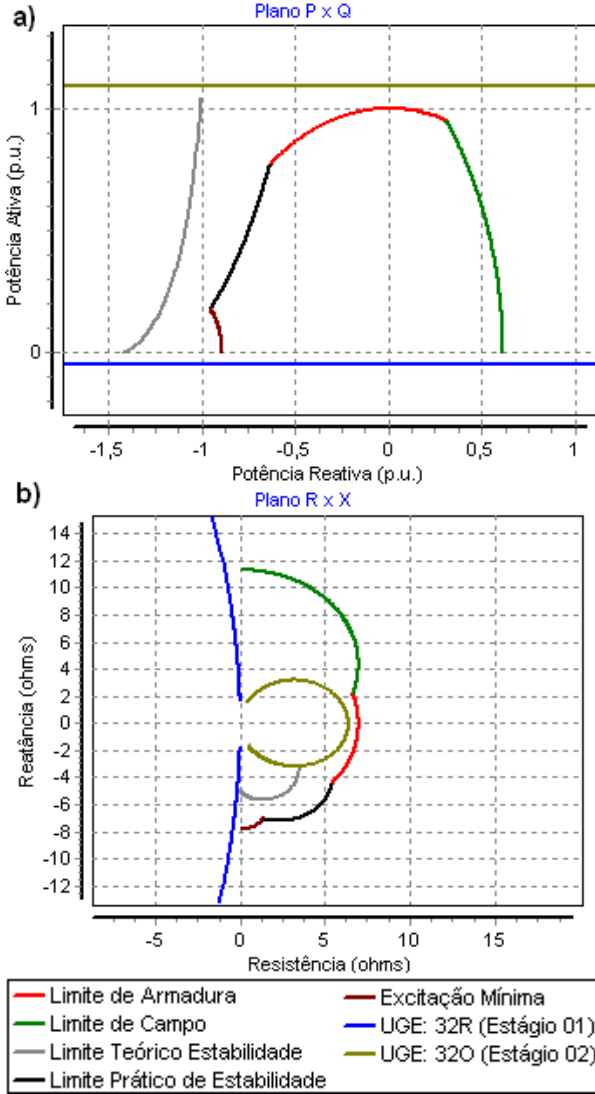 a)
Plano P x Q
Potência Ativa (p.u.)
1
0
-1,5
-1
-0,5
0
0,5
1
Potência Reativa (p.u.)
b)
Plano R x X
Reatância (ohms)
14
12
10
8
6
4
2
0
-2
-4
-6
-8
-10
-12
-5
0
5
10
15
Resistência (ohms)
Limite de Armadura
Limite de Campo
Limite Teórico Estabilidade
Limite Prático de Estabilidade
Excitação Mínima
UGE: 32R (Estágio 01)
UGE: 32O (Estágio 02)